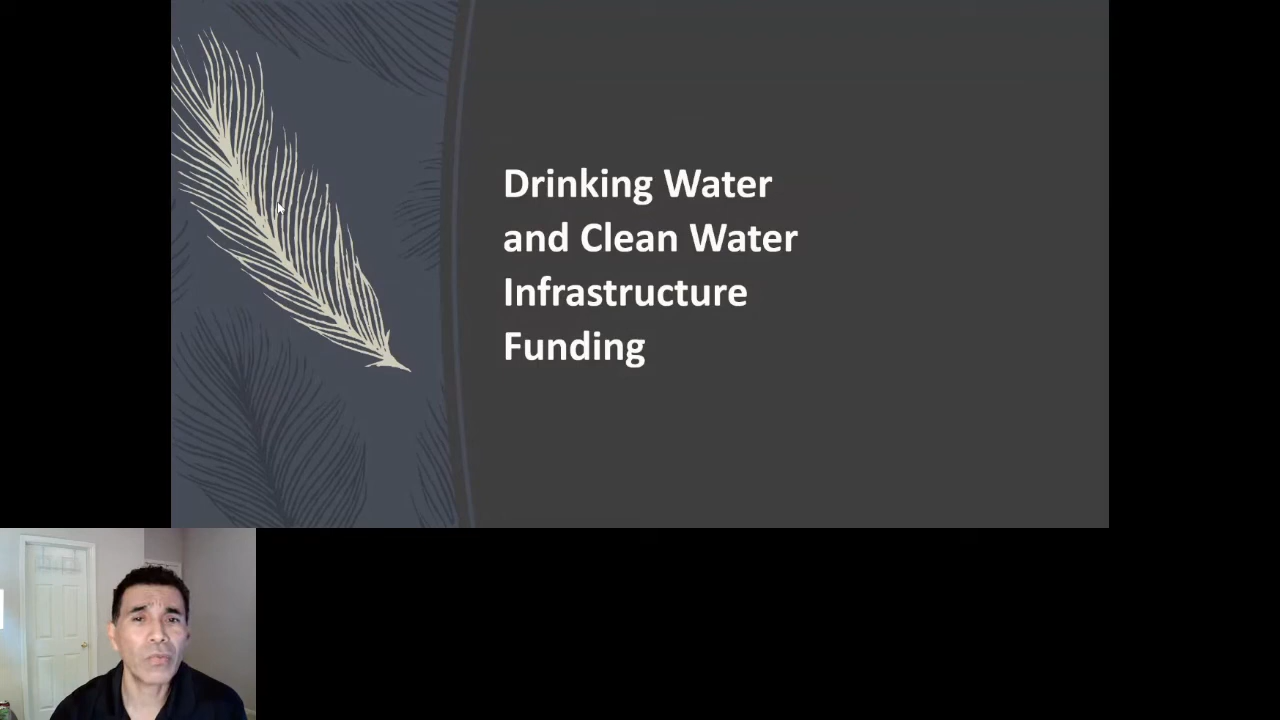 Drinking Water
and Clean Water
Infrastructure
Funding